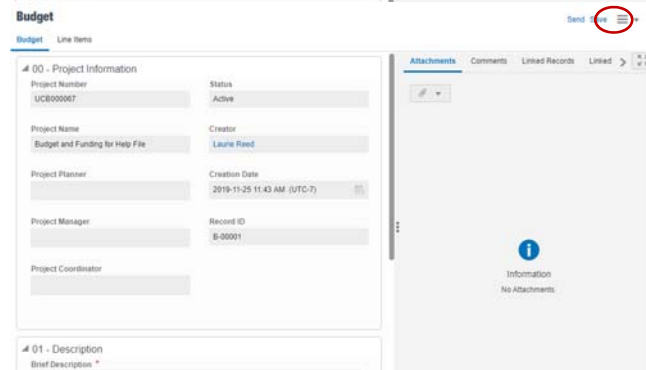 Budget
Send Save
Budget Line Items
00 - Project Information
Project Number Status
UCB000067 Active
Project Name Creator
Budget and Funding for Help File Laurie Reed
Project Planner Creation Date
2019-11-25 11:43 AM (UTC-7)
Project Manager Record ID
B-00001
Project Coordinator
01 - Description
Brief Description *
Attachments Comments Linked Records Linked
Information
No Attachments